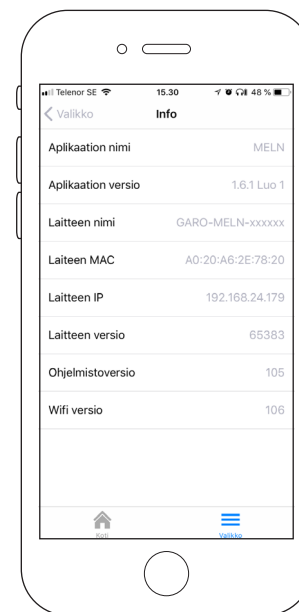 Telenor SE 15.30 48 %
Valikko Info
Aplikaation nimi MELN
Aplikaation versio 1.6.1 Luo 1
Laitteen nimi GARO-MELN-xxxxxx
Laiteen MAC A0:20:A6:2E:78:20
Laitteen IP 192.168.24.179
Laitteen versio 65383
Ohjelmistoversio 105
Wifi versio 106
Koti Valikko